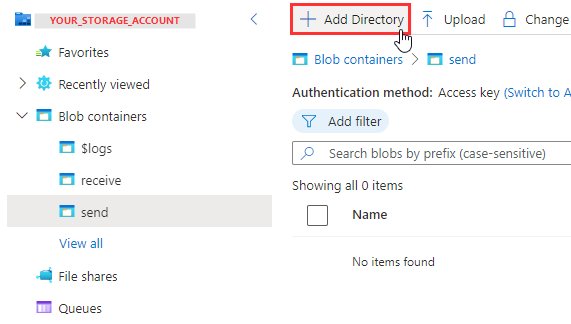 YOUR_STORAGE_ACCOUNT
Favorites
Recently viewed
Blob containers
$logs
receive
send
View all
File shares
Queues
Add Directory
Upload
Change
Blob containers > send
Authentication method: Access key (Switch to A
Add filter
Search blobs by prefix (case-sensitive)
Showing all 0 items
Name
No items found